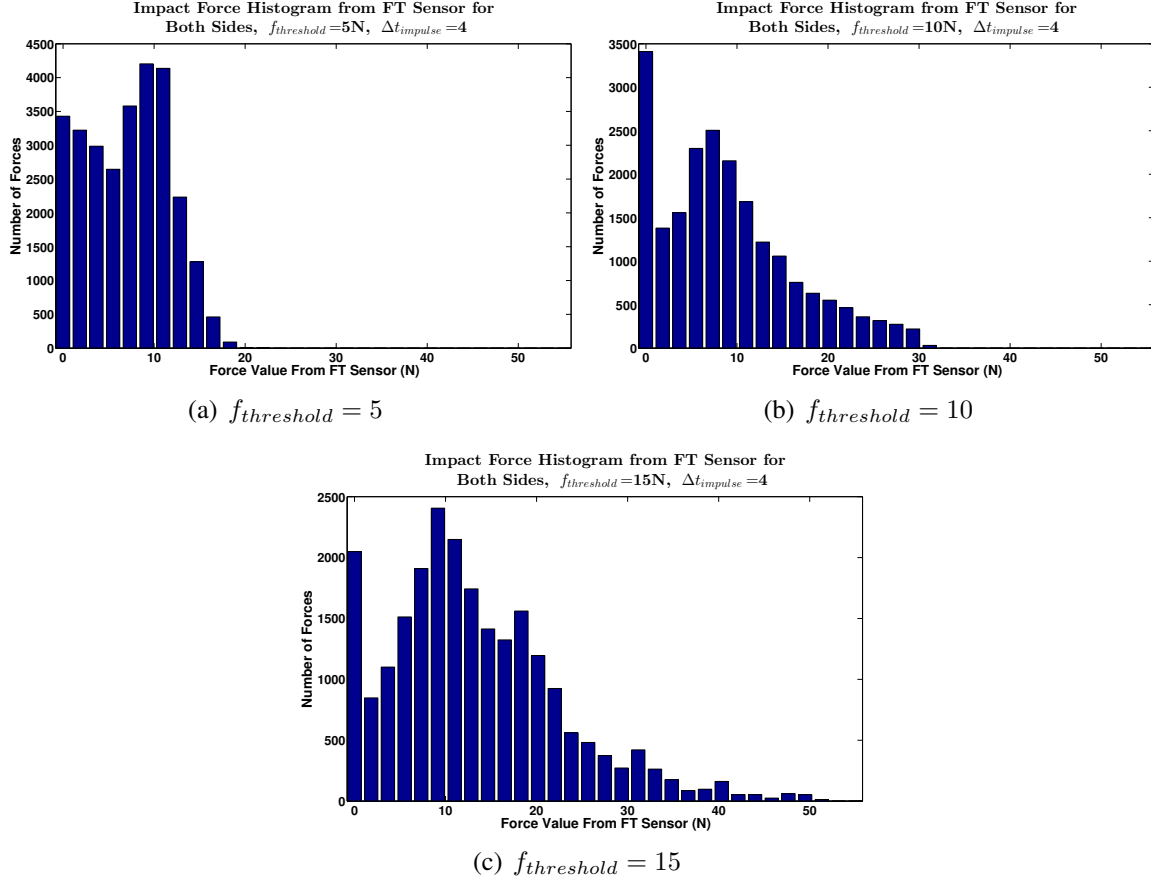 Impact Force Histogram from FT Sensor for
Both Sides, f_threshold=5N, Δt_impulse=4
4500
4000
3500
3000
2500
2000
1500
1000
500
0
Number of Forces
0 10 20 30 40 50
Force Value From FT Sensor (N)
(a) f_threshold = 5
Impact Force Histogram from FT Sensor for
Both Sides, f_threshold=10N, Δt_impulse=4
3500
3000
2500
2000
1500
1000
500
0
Number of Forces
0 10 20 30 40 50
Force Value From FT Sensor (N)
(b) f_threshold = 10
Impact Force Histogram from FT Sensor for
Both Sides, f_threshold=15N, Δt_impulse=4
2500
2000
1500
1000
500
0
Number of Forces
0 10 20 30 40 50
Force Value From FT Sensor (N)
(c) f_threshold = 15